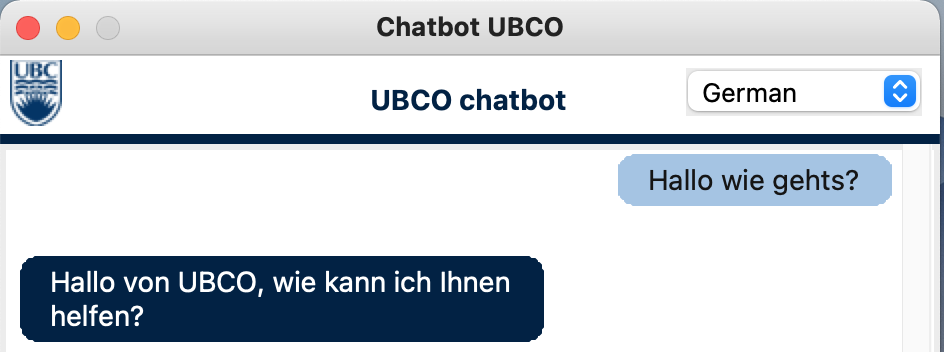 Chatbot UBCO
UBC
UBCO chatbot
German
Hallo wie gehts?
Hallo von UBCO, wie kann ich Ihnen
helfen?